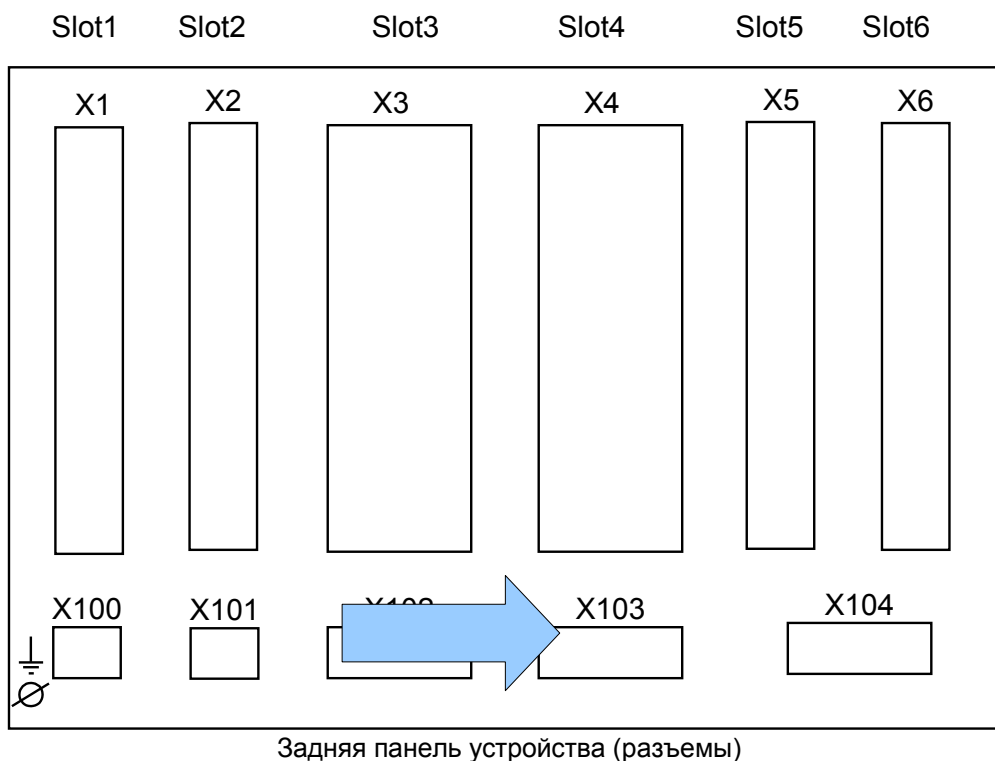 Slot1 Slot2 Slot3 Slot4 Slot5 Slot6
X1 X2 X3 X4 X5 X6
X100 X101 X103 X104
Задняя панель устройства (разъемы)